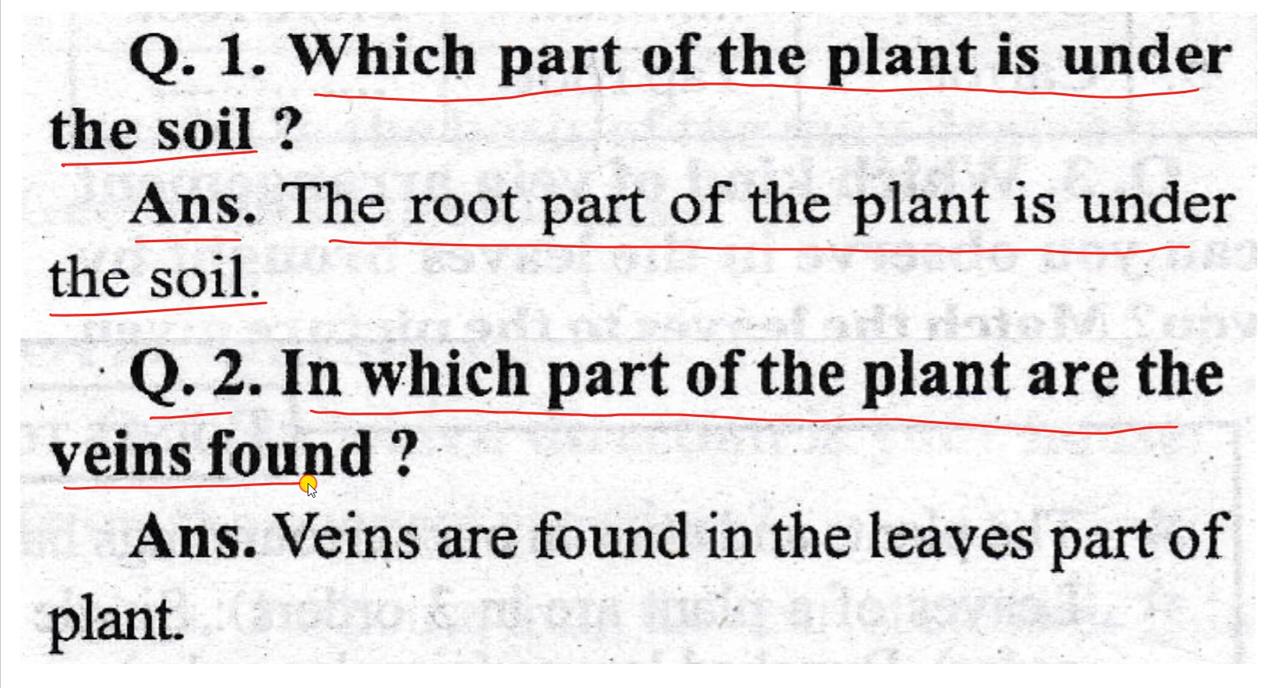 Q. 1. Which part of the plant is under
the soil ?
Ans. The root part of the plant is under
the soil.
Q. 2. In which part of the plant are the
veins found ?
Ans. Veins are found in the leaves part of
plant.